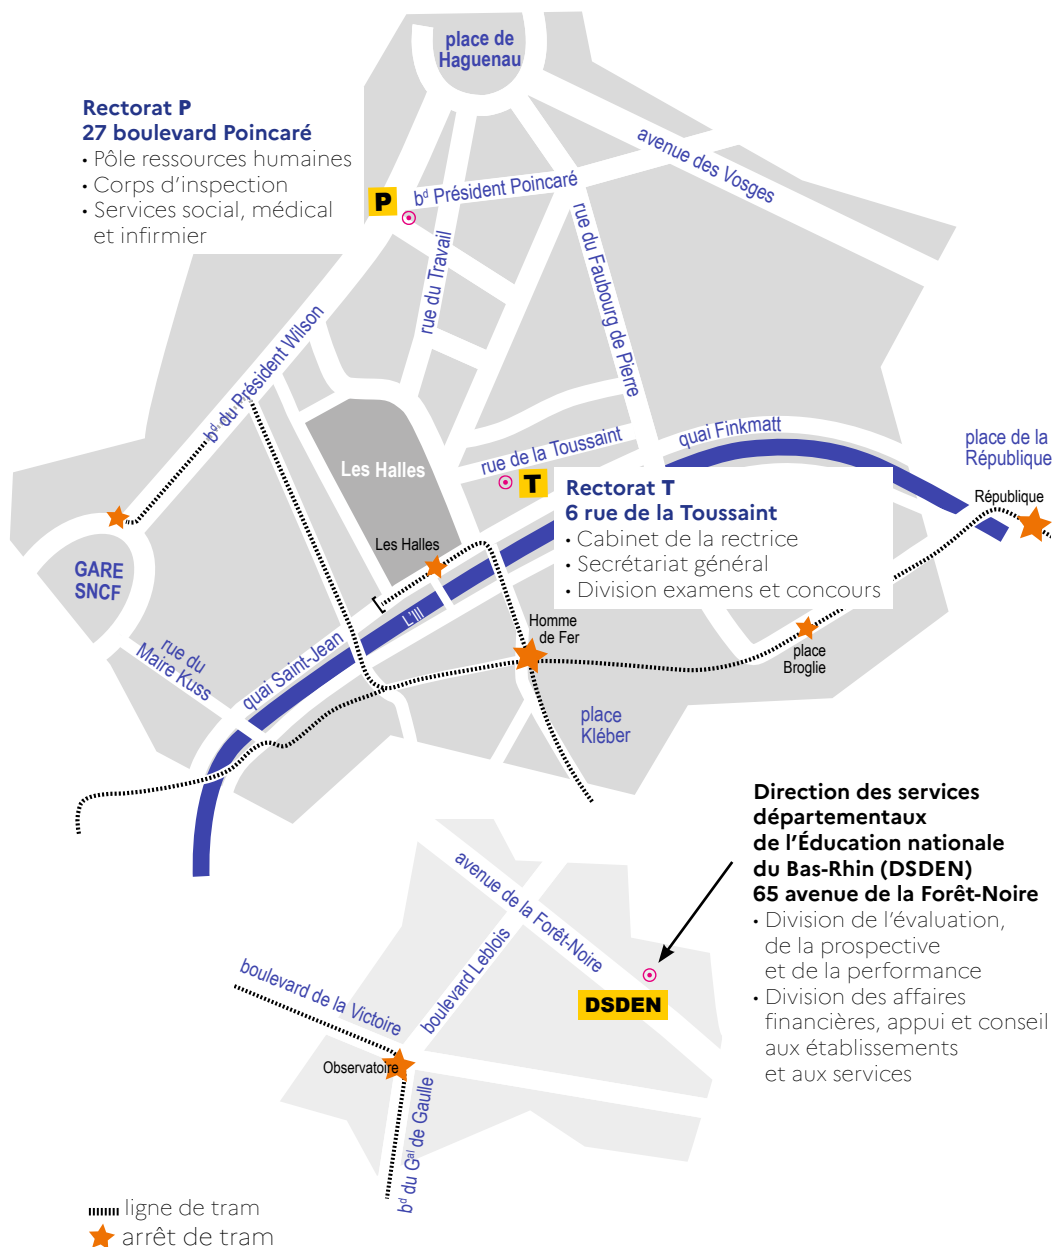 place de
Haguenau
Rectorat P
27 boulevard Poincaré
• Pôle ressources humaines
• Corps d'inspection
• Services social, médical
et infirmier
avenue des Vosges
P
bd Président Poincaré
rue du Travail
rue du Faubourg de Pierre
bd du Président Wilson
Les Halles
rue de la Toussaint
quai Finkmatt
place de la
République
République
T
Rectorat T
6 rue de la Toussaint
• Cabinet de la rectrice
• Secrétariat général
• Division examens et concours
Les Halles
GARE
SNCF
L'Ill
Homme
de Fer
place
Broglie
rue du
Maire Kuss
quai Saint-Jean
place
Kléber
Direction des services
départementaux
de l'Éducation nationale
du Bas-Rhin (DSDEN)
65 avenue de la Forêt-Noire
• Division de l'évaluation,
de la prospective
et de la performance
• Division des affaires
financières, appui et conseil
aux établissements
et aux services
avenue de la Forêt-Noire
boulevard Leblois
boulevard de la Victoire
DSDEN
Observatoire
bd du Gal de Gaulle
ligne de tram
arrêt de tram